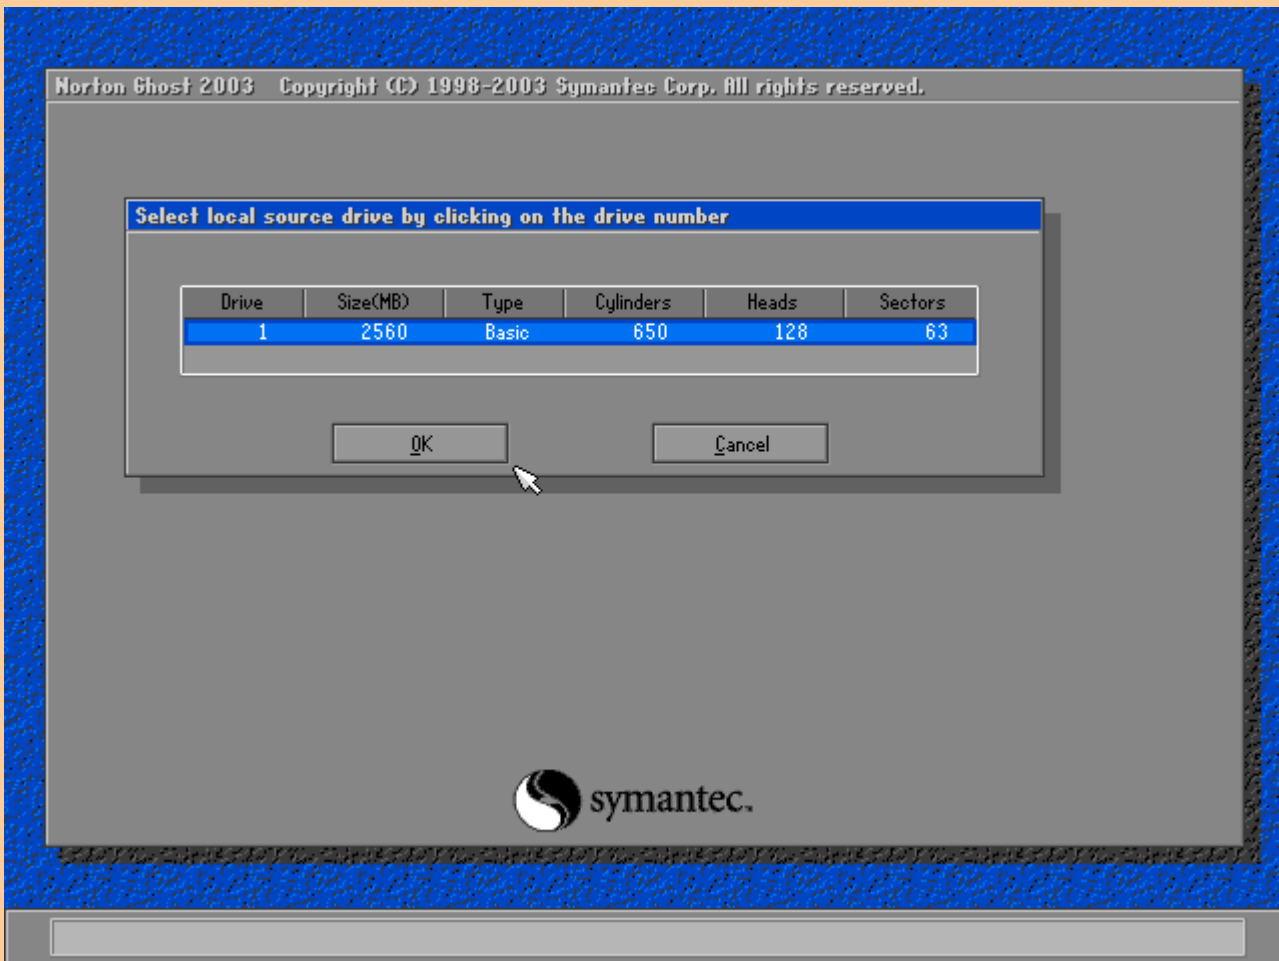 Norton Ghost 2003 Copyright (C) 1998-2003 Symantec Corp. All rights reserved.
Select local source drive by clicking on the drive number
Drive Size(MB) Type Cylinders Heads Sectors
1 2560 Basic 650 128 63
OK Cancel
symantec.